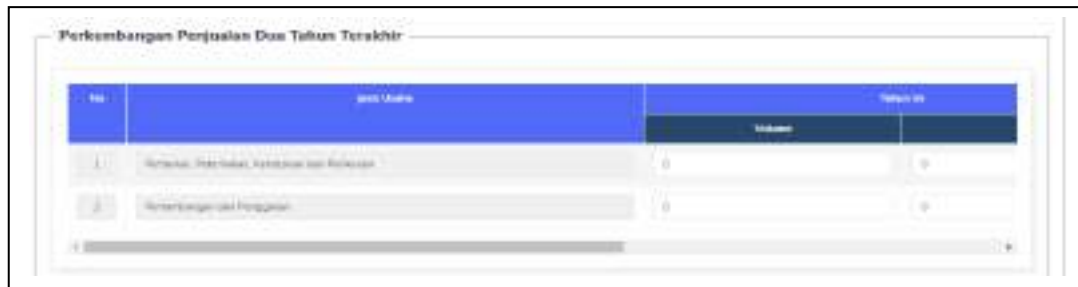 Perkembangan Penjualan Dua Tahun Terakhir
No Jenis Usaha Tahun Ini
Volume
1 Pertanian, Peternakan, Kehutanan dan Perikanan 0 0
2 Pertambangan dan Penggalian 0 0